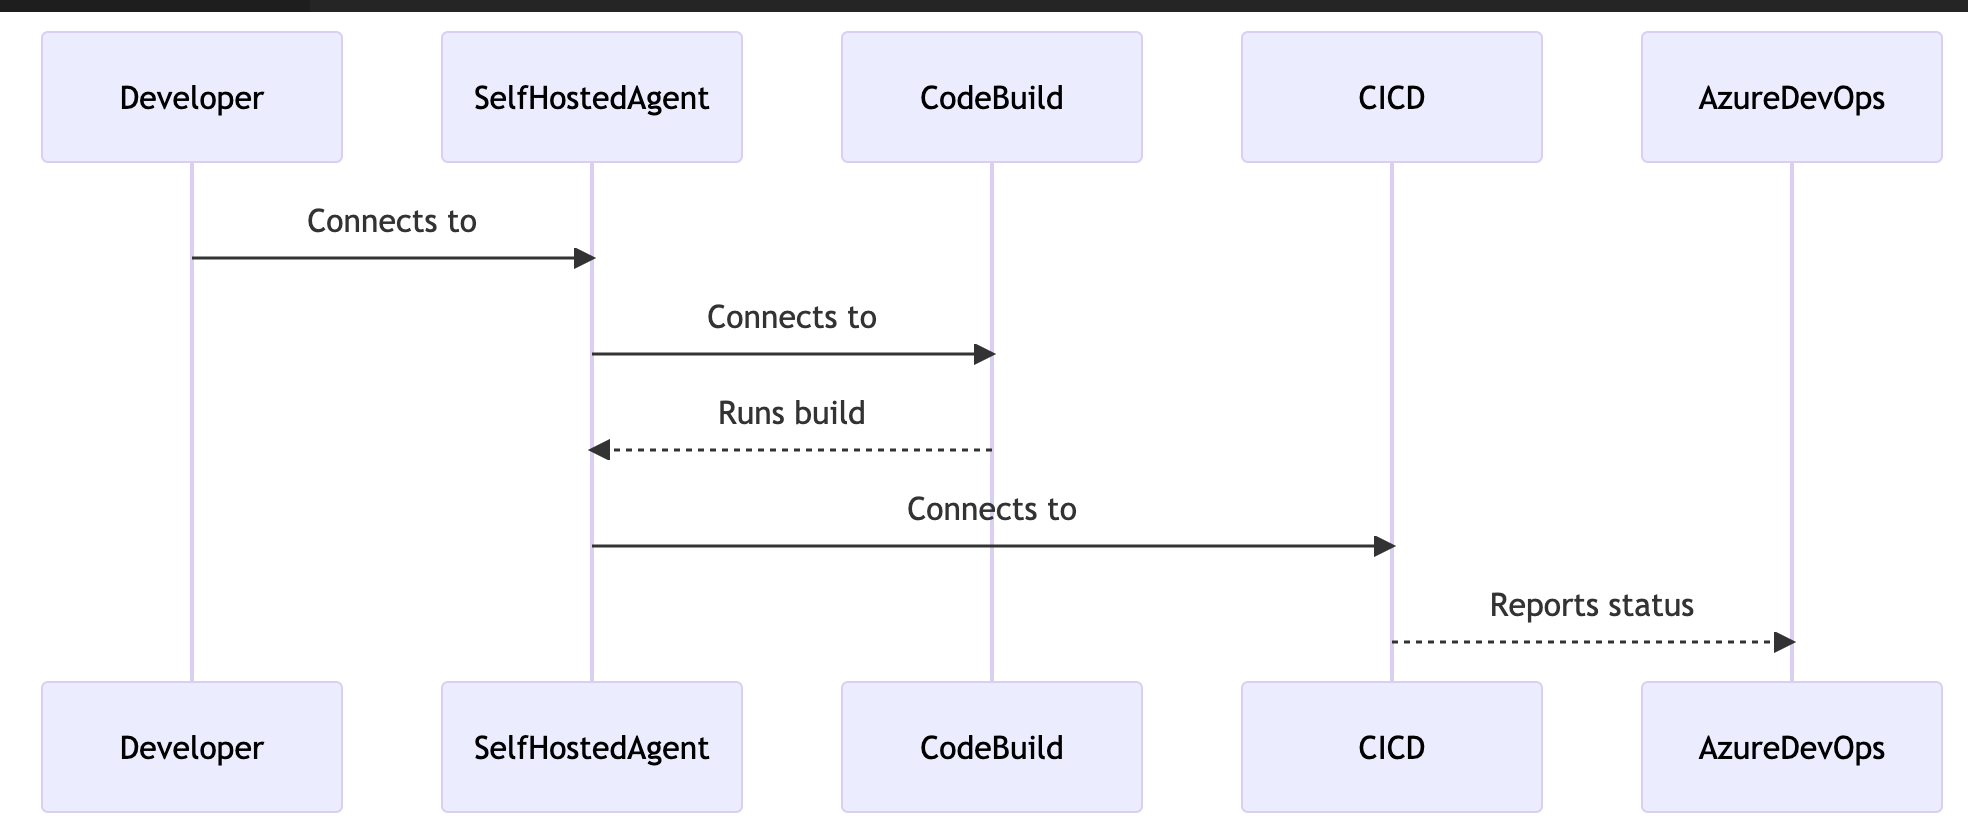 Developer
SelfHostedAgent
CodeBuild
CICD
AzureDevOps
Connects to
Connects to
Runs build
Connects to
Reports status
Developer
SelfHostedAgent
CodeBuild
CICD
AzureDevOps